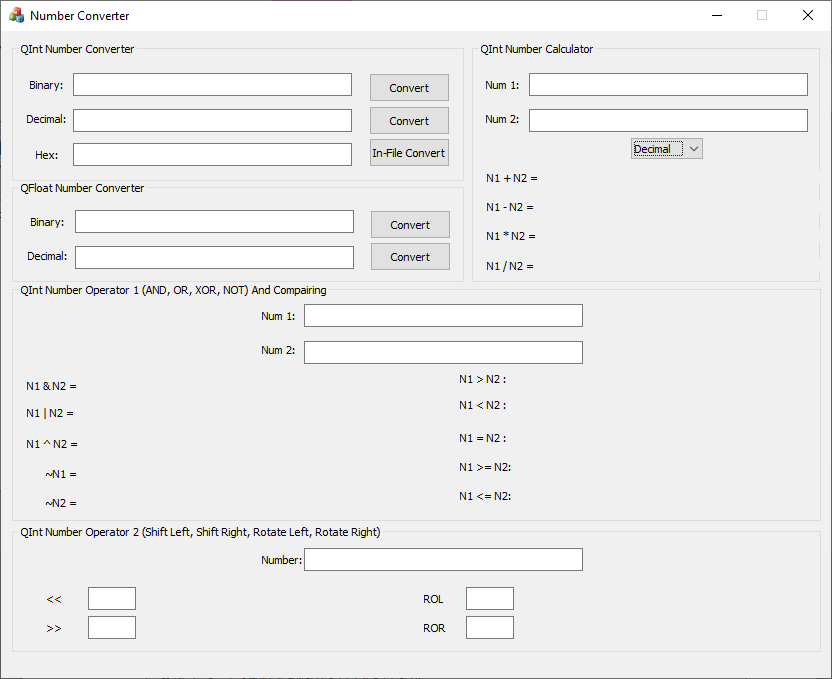 Number Converter
QInt Number Converter
Binary:
Convert
Decimal:
Convert
Hex:
In-File Convert
QFloat Number Converter
Binary:
Convert
Decimal:
Convert
QInt Number Calculator
Num 1:
Num 2:
Decimal
N1 + N2 =
N1 - N2 =
N1 * N2 =
N1 / N2 =
QInt Number Operator 1 (AND, OR, XOR, NOT) And Compairing
Num 1:
Num 2:
N1 & N2 =
N1 | N2 =
N1 ^ N2 =
~N1 =
~N2 =
N1 > N2 :
N1 < N2 :
N1 = N2 :
N1 >= N2:
N1 <= N2:
QInt Number Operator 2 (Shift Left, Shift Right, Rotate Left, Rotate Right)
Number:
<<
>>
ROL
ROR